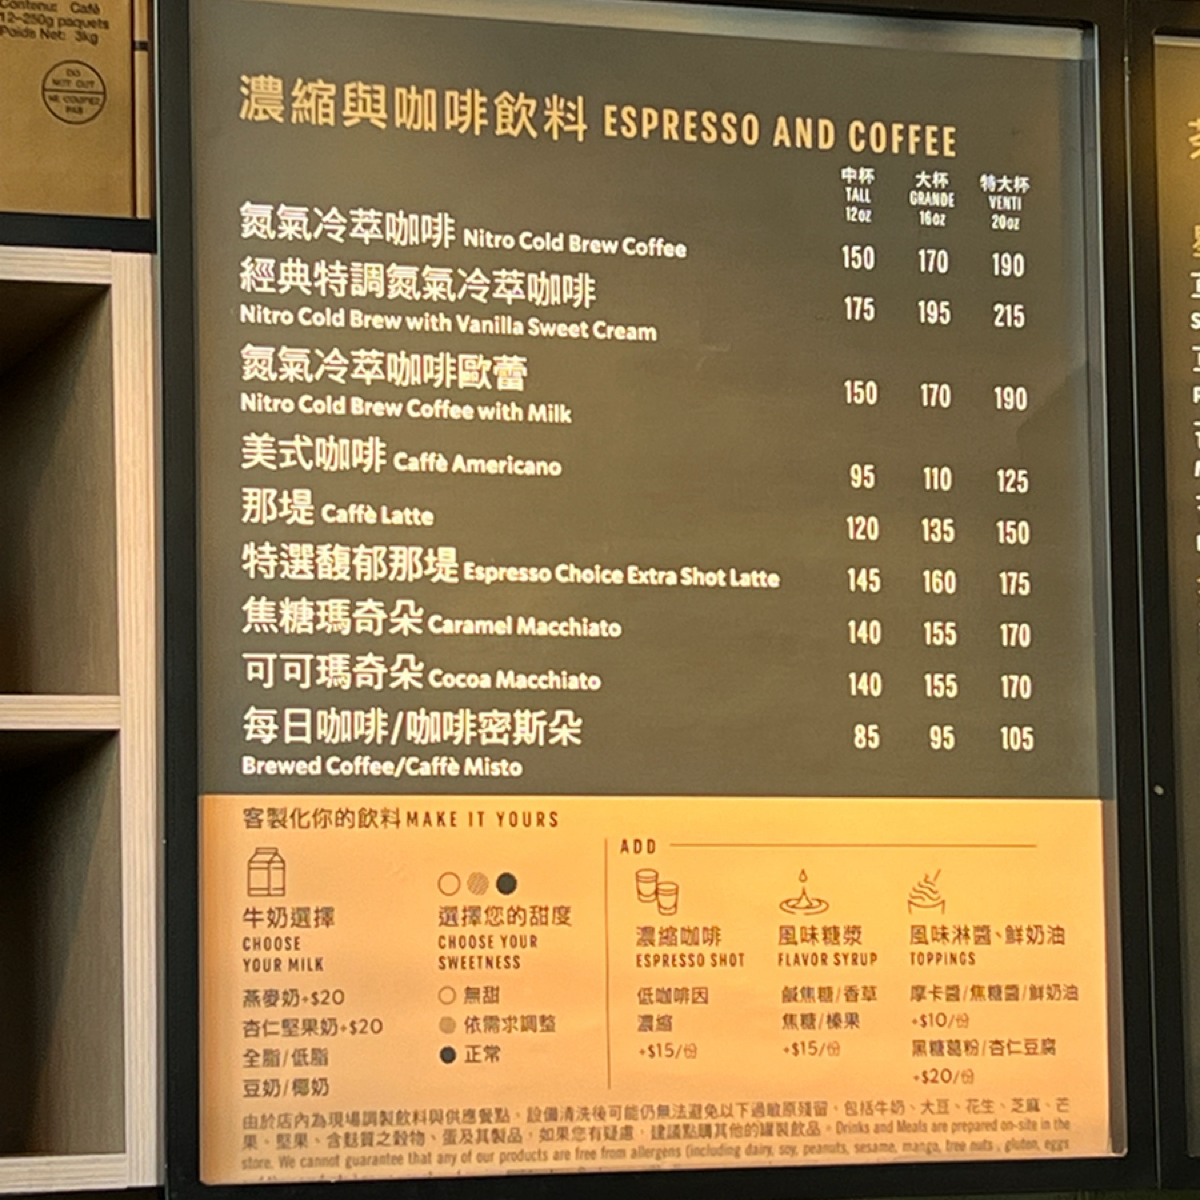 Contenu: Café
12-250g paquets
Poids Net: 3kg
DO
NOT CUT
NE COUPEZ
PAS
濃縮與咖啡飲料 ESPRESSO AND COFFEE
中杯 大杯 特大杯
TALL GRANDE VENTI
12oz 16oz 20oz
氮氣冷萃咖啡 Nitro Cold Brew Coffee 150 170 190
經典特調氮氣冷萃咖啡 175 195 215
Nitro Cold Brew with Vanilla Sweet Cream
氮氣冷萃咖啡歐蕾 150 170 190
Nitro Cold Brew Coffee with Milk
美式咖啡 Caffè Americano 95 110 125
那堤 Caffè Latte 120 135 150
特選馥郁那堤 Espresso Choice Extra Shot Latte 145 160 175
焦糖瑪奇朵 Caramel Macchiato 140 155 170
可可瑪奇朵 Cocoa Macchiato 140 155 170
每日咖啡/咖啡密斯朵 85 95 105
Brewed Coffee/Caffè Misto
客製化你的飲料 MAKE IT YOURS
牛奶選擇
CHOOSE
YOUR MILK
燕麥奶+$20
杏仁堅果奶+$20
全脂/低脂
豆奶/椰奶
選擇您的甜度
CHOOSE YOUR
SWEETNESS
無甜
依需求調整
正常
ADD
濃縮咖啡
ESPRESSO SHOT
低咖啡因
濃縮
+$15/份
風味糖漿
FLAVOR SYRUP
鹹焦糖/香草
焦糖/榛果
+$15/份
風味淋醬、鮮奶油
TOPPINGS
摩卡醬/焦糖醬/鮮奶油
+$10/份
黑糖葛粉/杏仁豆腐
+$20/份
由於店內為現場調製飲料與供應餐點，設備清洗後可能仍無法避免以下過敏原殘留，包括牛奶、大豆、花生、芝麻、芒
果、堅果、含麩質之穀物、蛋及其製品，如果您有疑慮，建議點購其他的罐裝飲品。Drinks and Meals are prepared on-site in the
store. We cannot guarantee that any of our products are free from allergens (including dairy, soy, peanuts, sesame, mango, tree nuts, gluten, eggs